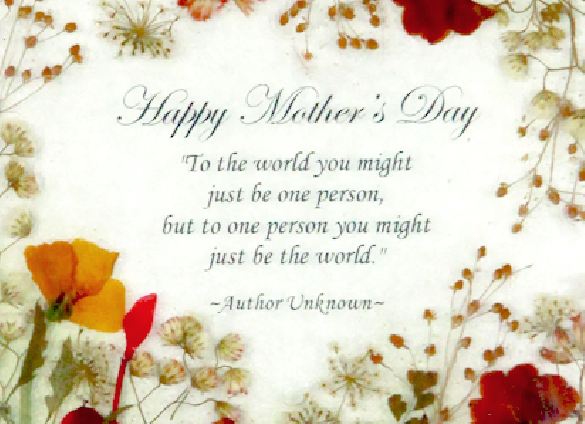 Happy Mother's Day
"To the world you might
just be one person,
but to one person you might
just be the world."
~Author Unknown~